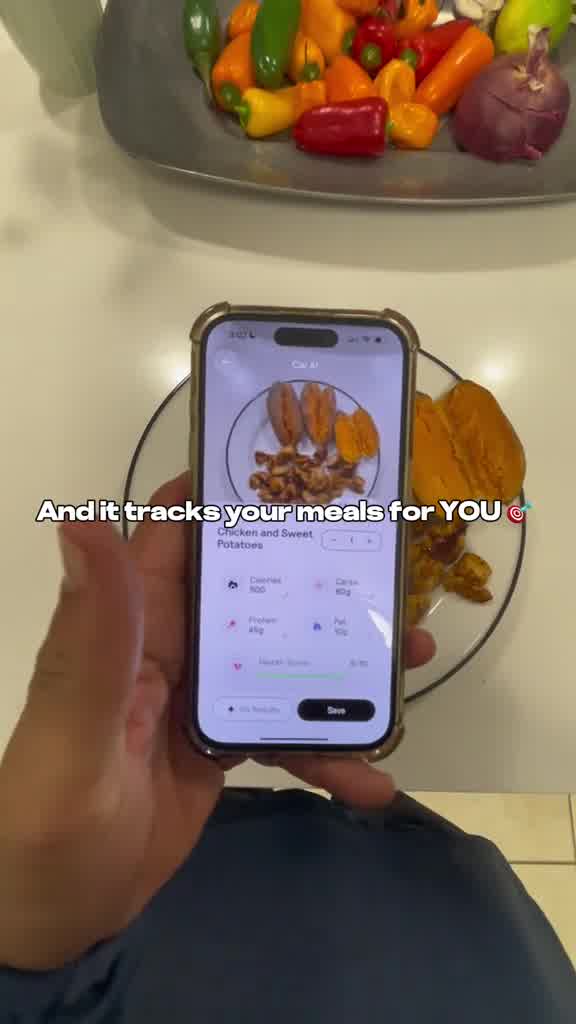 3:07
Cal AI
And it tracks your meals for YOU 🎯
Chicken and Sweet
Potatoes
− 1 +
Calories
500
Carbs
60g
Protein
45g
Fat
10g
Health Score
8/10
Fix Results
Save